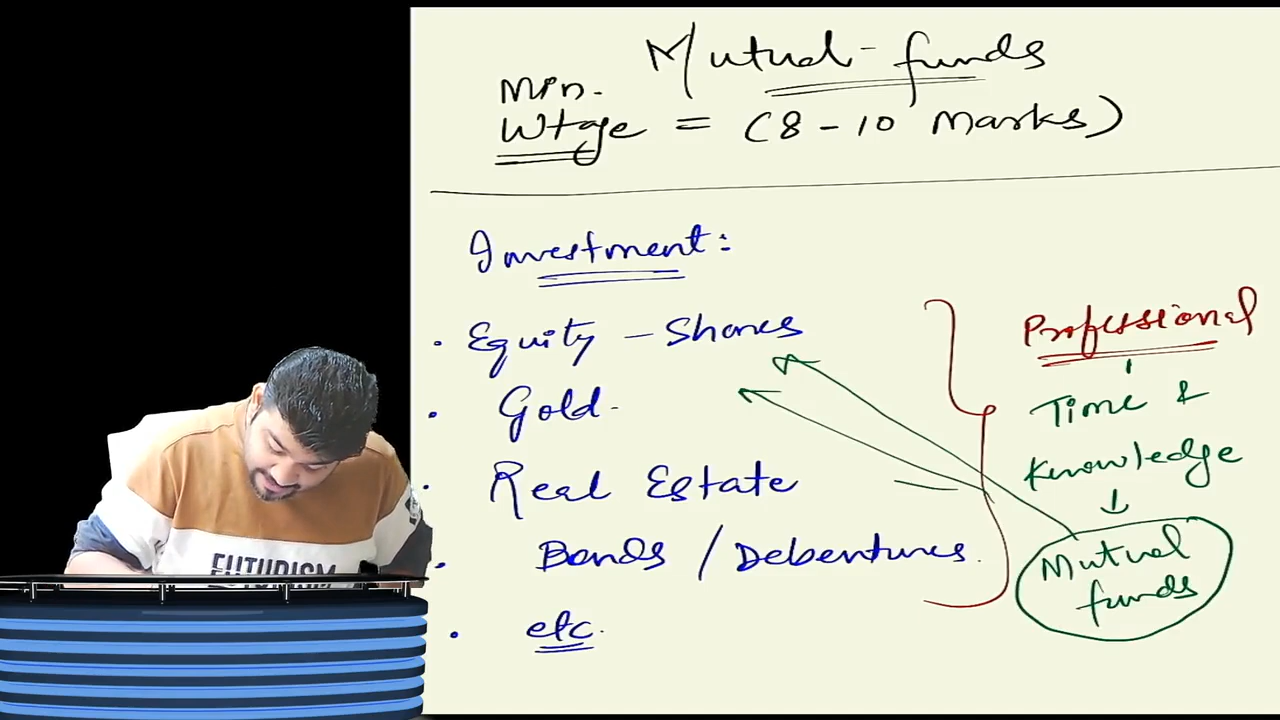 Mutual funds
Min.
Wtage = (8 - 10 Marks)
Investment:
• Equity - Shares
• Gold.
• Real Estate
• Bonds / Debentures.
• etc.
Professional
Time &
Knowledge
Mutual
funds
FUTURISM